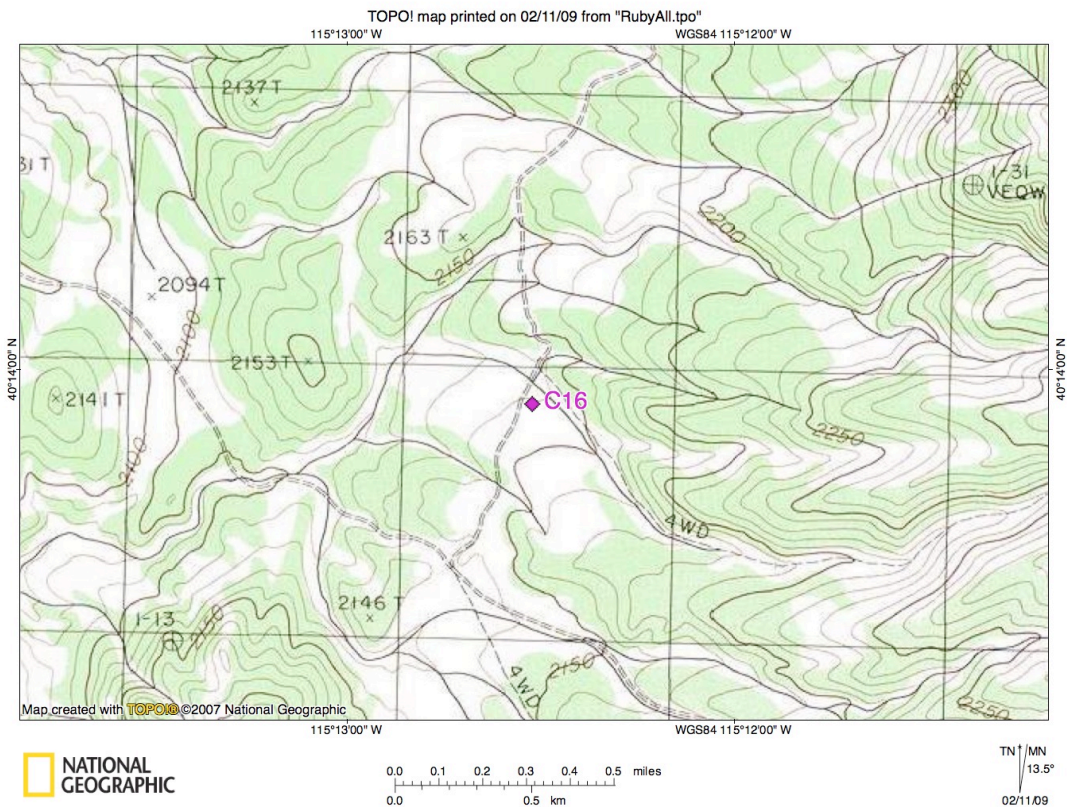 TOPO! map printed on 02/11/09 from "RubyAll.tpo"
115°13'00" W WGS84 115°12'00" W
2137 T
2300
31 T
1-31
VEQW
2200
2163 T
2150
2094 T
2100
40°14'00" N
2153 T
40°14'00" N
2141 T
C16
2250
2100
4WD
2146 T
1-13
2150
2150
4WD
2250
Map created with TOPO!® ©2007 National Geographic
115°13'00" W WGS84 115°12'00" W
NATIONAL
GEOGRAPHIC
0.0 0.1 0.2 0.3 0.4 0.5 miles
0.0 0.5 km
TN MN
13.5°
02/11/09